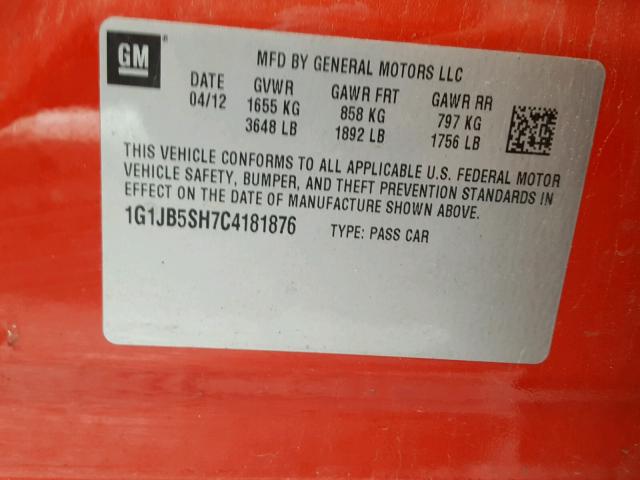 GM
MFD BY GENERAL MOTORS LLC
DATE GVWR GAWR FRT GAWR RR
04/12 1655 KG 858 KG 797 KG
3648 LB 1892 LB 1756 LB
THIS VEHICLE CONFORMS TO ALL APPLICABLE U.S. FEDERAL MOTOR
VEHICLE SAFETY, BUMPER, AND THEFT PREVENTION STANDARDS IN
EFFECT ON THE DATE OF MANUFACTURE SHOWN ABOVE.
1G1JB5SH7C4181876 TYPE: PASS CAR